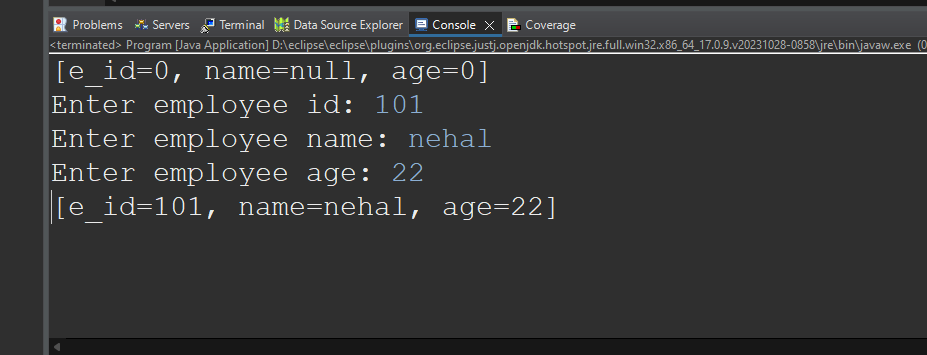 Problems Servers Terminal Data Source Explorer Console Coverage
<terminated> Program [Java Application] D:\eclipse\eclipse\plugins\org.eclipse.justj.openjdk.hotspot.jre.full.win32.x86_64_17.0.9.v20231028-0858\jre\bin\javaw.exe (0
[e_id=0, name=null, age=0]
Enter employee id: 101
Enter employee name: nehal
Enter employee age: 22
[e_id=101, name=nehal, age=22]